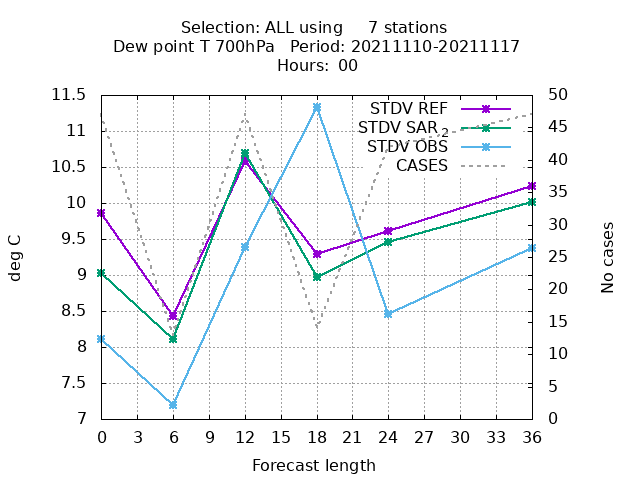 Selection: ALL using 7 stations
Dew point T 700hPa Period: 20211110-20211117
Hours: 00
STDV REF
STDV SAR₂
STDV OBS
CASES
deg C
11.5
11
10.5
10
9.5
9
8.5
8
7.5
7
No cases
50
45
40
35
30
25
20
15
10
5
0
0 3 6 9 12 15 18 21 24 27 30 33 36
Forecast length